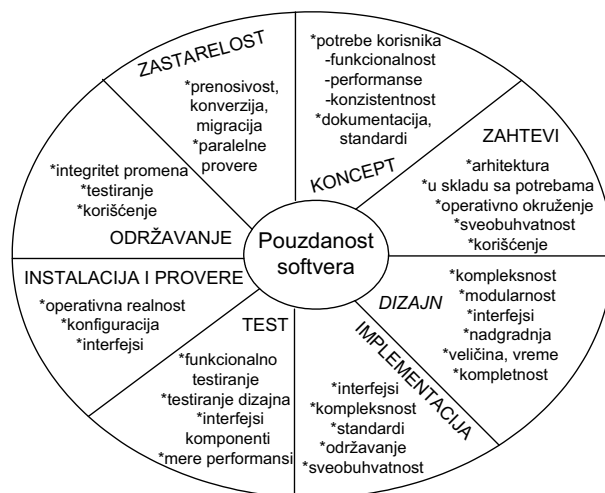 ZASTARELOST
*prenosivost,
konverzija,
migracija
*paralelne
provere
*potrebe korisnika
-funkcionalnost
-performanse
-konzistentnost
*dokumentacija,
standardi
KONCEPT
ZAHTEVI
*arhitektura
*u skladu sa potrebama
*operativno okruženje
*sveobuhvatnost
*korišćenje
*integritet promena
*testiranje
*korišćenje
ODRŽAVANJE
Pouzdanost
softvera
INSTALACIJA I PROVERE
*operativna realnost
*konfiguracija
*interfejsi
DIZAJN
*kompleksnost
*modularnost
*interfejsi
*nadgradnja
*veličina, vreme
*kompletnost
TEST
*funkcionalno
testiranje
*testiranje dizajna
*interfejsi
komponenti
*mere performansi
IMPLEMENTACIJA
*interfejsi
*kompleksnost
*standardi
*održavanje
*sveobuhvatnost